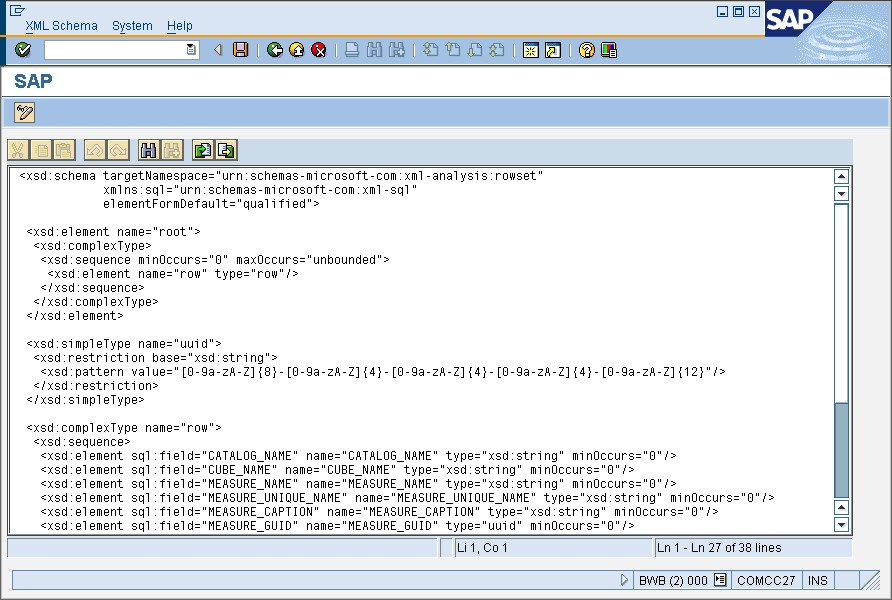 XML Schema System Help
SAP
SAP
<xsd:schema targetNamespace="urn:schemas-microsoft-com:xml-analysis:rowset"
xmlns:sql="urn:schemas-microsoft-com:xml-sql"
elementFormDefault="qualified">
<xsd:element name="root">
<xsd:complexType>
<xsd:sequence minOccurs="0" maxOccurs="unbounded">
<xsd:element name="row" type="row"/>
</xsd:sequence>
</xsd:complexType>
</xsd:element>
<xsd:simpleType name="uuid">
<xsd:restriction base="xsd:string">
<xsd:pattern value="[0-9a-zA-Z]{8}-[0-9a-zA-Z]{4}-[0-9a-zA-Z]{4}-[0-9a-zA-Z]{4}-[0-9a-zA-Z]{12}"/>
</xsd:restriction>
</xsd:simpleType>
<xsd:complexType name="row">
<xsd:sequence>
<xsd:element sql:field="CATALOG_NAME" name="CATALOG_NAME" type="xsd:string" minOccurs="0"/>
<xsd:element sql:field="CUBE_NAME" name="CUBE_NAME" type="xsd:string" minOccurs="0"/>
<xsd:element sql:field="MEASURE_NAME" name="MEASURE_NAME" type="xsd:string" minOccurs="0"/>
<xsd:element sql:field="MEASURE_UNIQUE_NAME" name="MEASURE_UNIQUE_NAME" type="xsd:string" minOccurs="0"/>
<xsd:element sql:field="MEASURE_CAPTION" name="MEASURE_CAPTION" type="xsd:string" minOccurs="0"/>
<xsd:element sql:field="MEASURE_GUID" name="MEASURE_GUID" type="uuid" minOccurs="0"/>
Li 1, Co 1 Ln 1 - Ln 27 of 38 lines
BWB (2) 000 COMCC27 INS